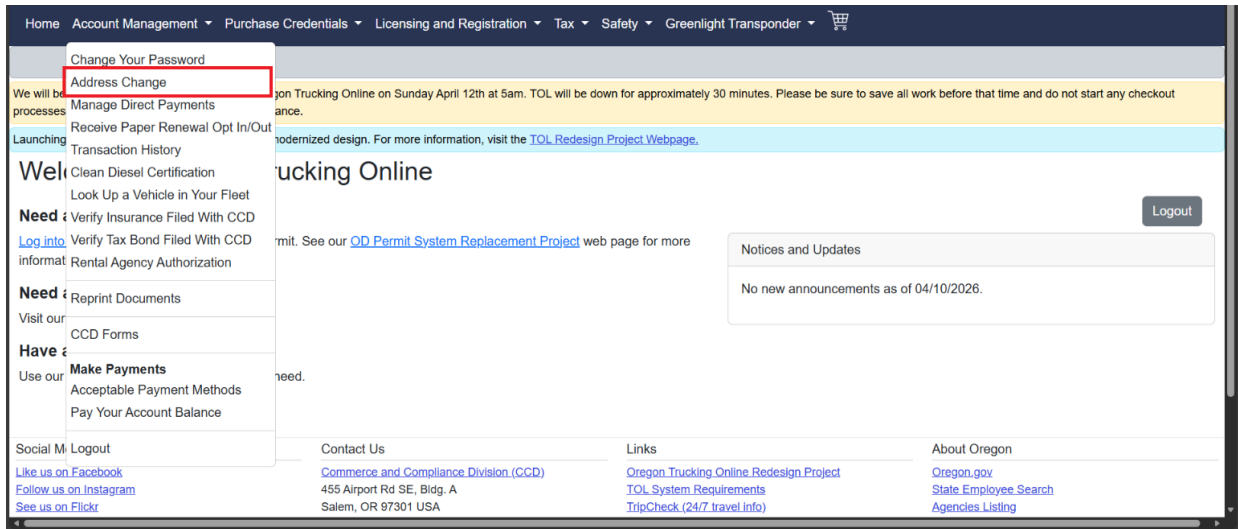 Home Account Management Purchase Credentials Licensing and Registration Tax Safety Greenlight Transponder
Change Your Password
Address Change
Manage Direct Payments
Receive Paper Renewal Opt In/Out
Transaction History
Clean Diesel Certification
Look Up a Vehicle in Your Fleet
Verify Insurance Filed With CCD
Verify Tax Bond Filed With CCD
Rental Agency Authorization
Reprint Documents
CCD Forms
Make Payments
Acceptable Payment Methods
Pay Your Account Balance
Logout
We will be gon Trucking Online on Sunday April 12th at 5am. TOL will be down for approximately 30 minutes. Please be sure to save all work before that time and do not start any checkout
processes ance.
Launching modernized design. For more information, visit the TOL Redesign Project Webpage.
Trucking Online
Logout
Need
Log into rmit. See our OD Permit System Replacement Project web page for more
informat
Notices and Updates
No new announcements as of 04/10/2026.
Need
Visit our
Have a
Use our need.
Social M
Like us on Facebook
Follow us on Instagram
See us on Flickr
Contact Us
Commerce and Compliance Division (CCD)
455 Airport Rd SE, Bldg. A
Salem, OR 97301 USA
Links
Oregon Trucking Online Redesign Project
TOL System Requirements
TripCheck (24/7 travel info)
About Oregon
Oregon.gov
State Employee Search
Agencies Listing